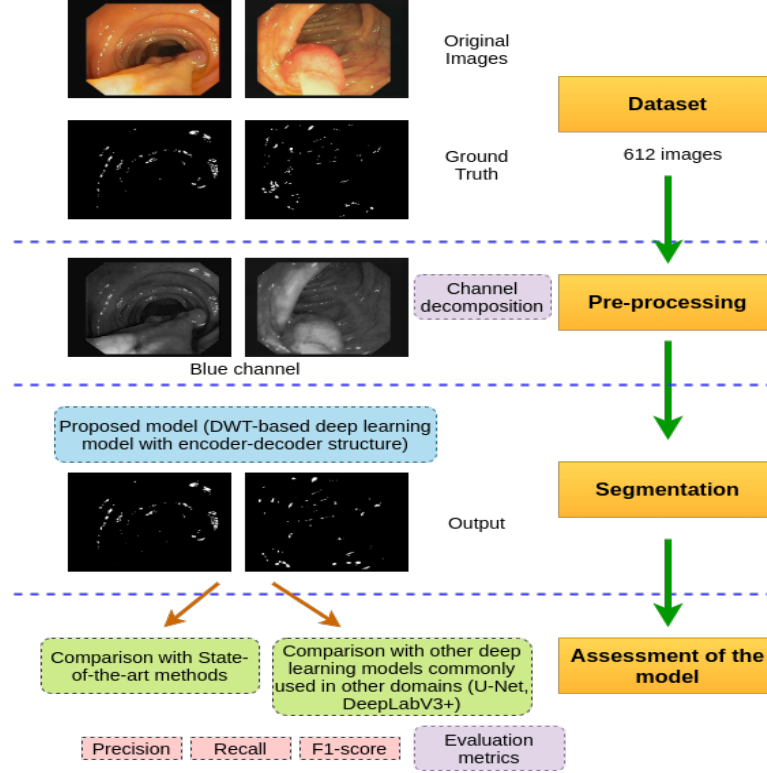 Original
Images
Dataset
612 images
Ground
Truth
Channel
decomposition
Pre-processing
Blue channel
Proposed model (DWT-based deep learning
model with encoder-decoder structure)
Segmentation
Output
Comparison with State-
of-the-art methods
Comparison with other deep
learning models commonly
used in other domains (U-Net,
DeepLabV3+)
Assessment of the
model
Precision
Recall
F1-score
Evaluation
metrics